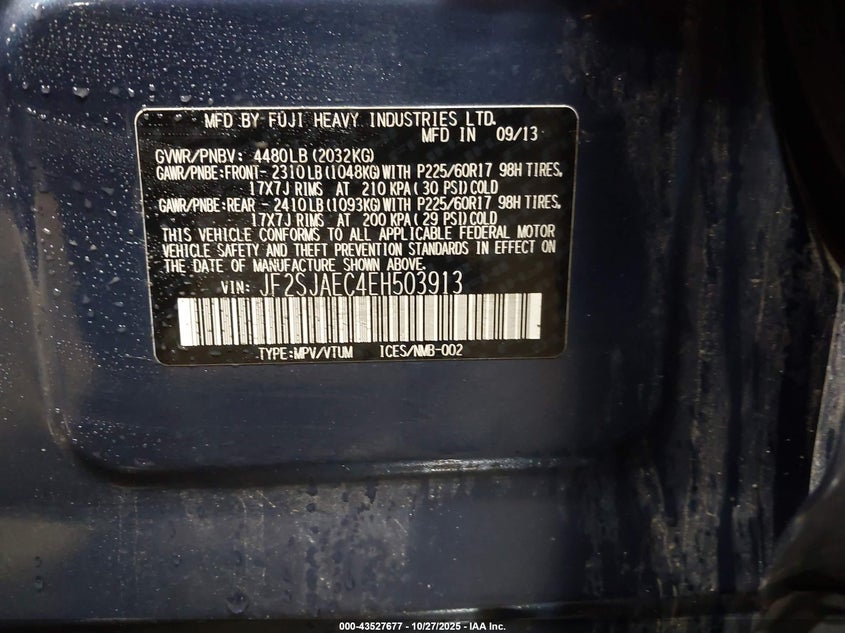 MFD BY FUJI HEAVY INDUSTRIES LTD.
MFD IN 09/13
GVWR/PNBV: 4480LB (2032KG)
GAWR/PNBE:FRONT- 2310LB(1048KG)WITH P225/60R17 98H TIRES,
17X7J RIMS AT 210 KPA( 30 PSI)COLD
GAWR/PNBE:REAR - 2410LB(1093KG)WITH P225/60R17 98H TIRES,
17X7J RIMS AT 200 KPA( 29 PSI)COLD
THIS VEHICLE CONFORMS TO ALL APPLICABLE FEDERAL MOTOR
VEHICLE SAFETY AND THEFT PREVENTION STANDARDS IN EFFECT ON
THE DATE OF MANUFACTURE SHOWN ABOVE.
VIN: JF2SJAEC4EH503913
TYPE:MPV/VTUM ICES/NMB-002
000-43527677 - 10/27/2025 - IAA Inc.